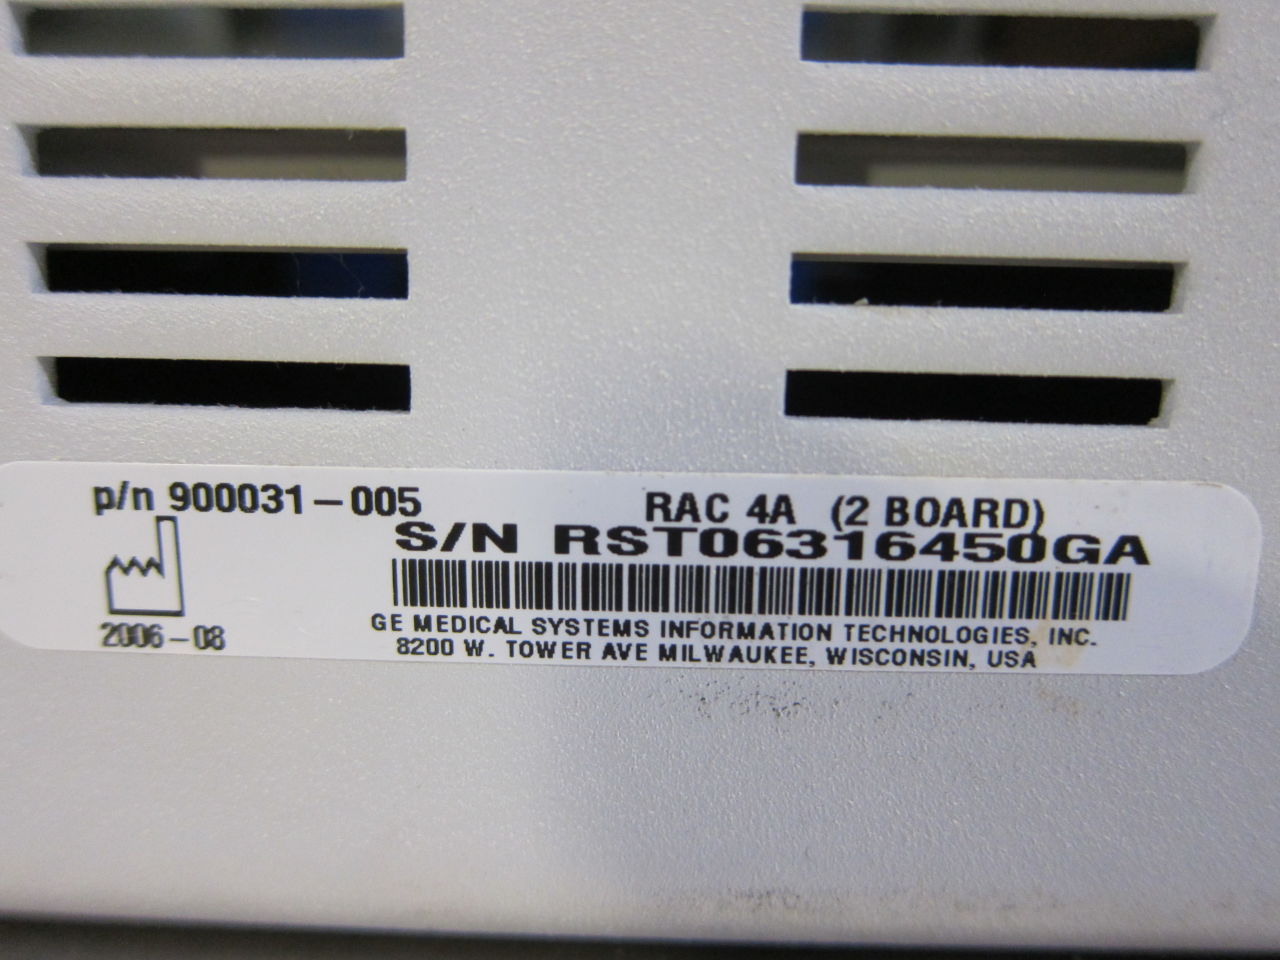 p/n 900031-005 RAC 4A (2 BOARD)
S/N RST06316450GA
2006-08
GE MEDICAL SYSTEMS INFORMATION TECHNOLOGIES, INC.
8200 W. TOWER AVE MILWAUKEE, WISCONSIN, USA